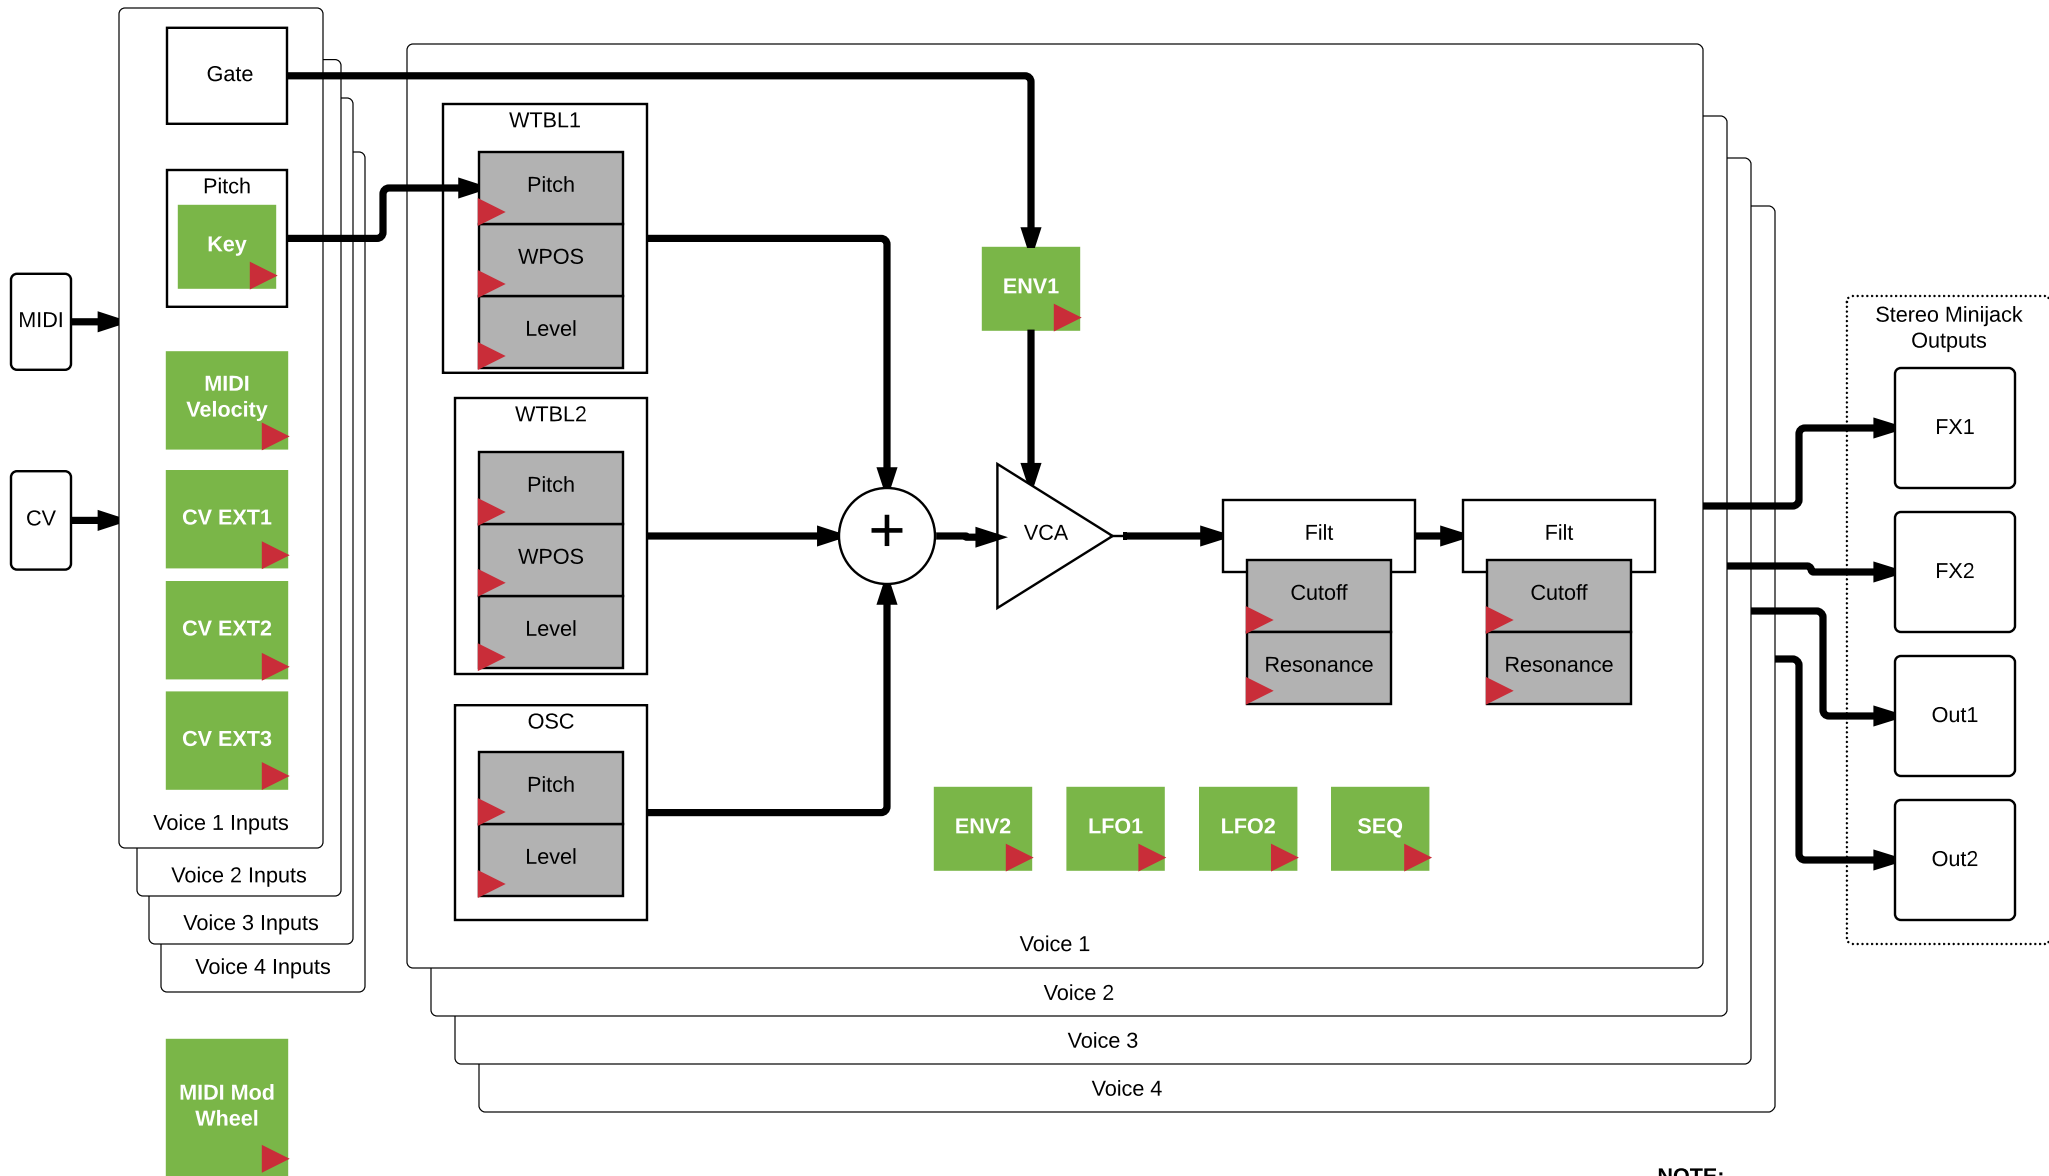 Gate
Pitch
Key
MIDI
MIDI
Velocity
CV
CV EXT1
CV EXT2
CV EXT3
Voice 1 Inputs
Voice 2 Inputs
Voice 3 Inputs
Voice 4 Inputs
MIDI Mod
Wheel
WTBL1
Pitch
WPOS
Level
WTBL2
Pitch
WPOS
Level
OSC
Pitch
Level
+
ENV1
VCA
Filt
Cutoff
Resonance
Filt
Cutoff
Resonance
ENV2
LFO1
LFO2
SEQ
Voice 1
Voice 2
Voice 3
Voice 4
Stereo Minijack
Outputs
FX1
FX2
Out1
Out2
NOTE: